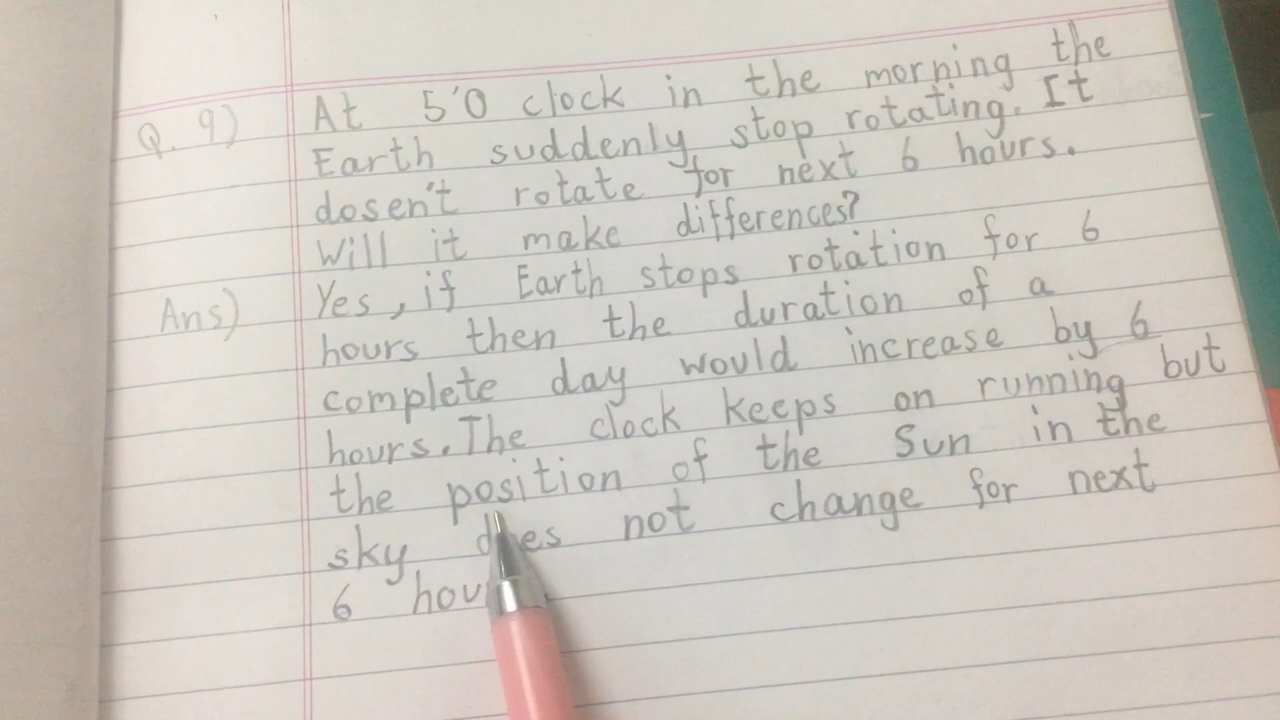 Q. 9) At 5'0 clock in the morning the
Earth suddenly stop rotating. It
dosen't rotate for next 6 hours.
Will it make differences?
Ans) Yes, if Earth stops rotation for 6
hours then the duration of a
complete day would increase by 6
hours. The clock keeps on running but
the position of the Sun in the
sky does not change for next
6